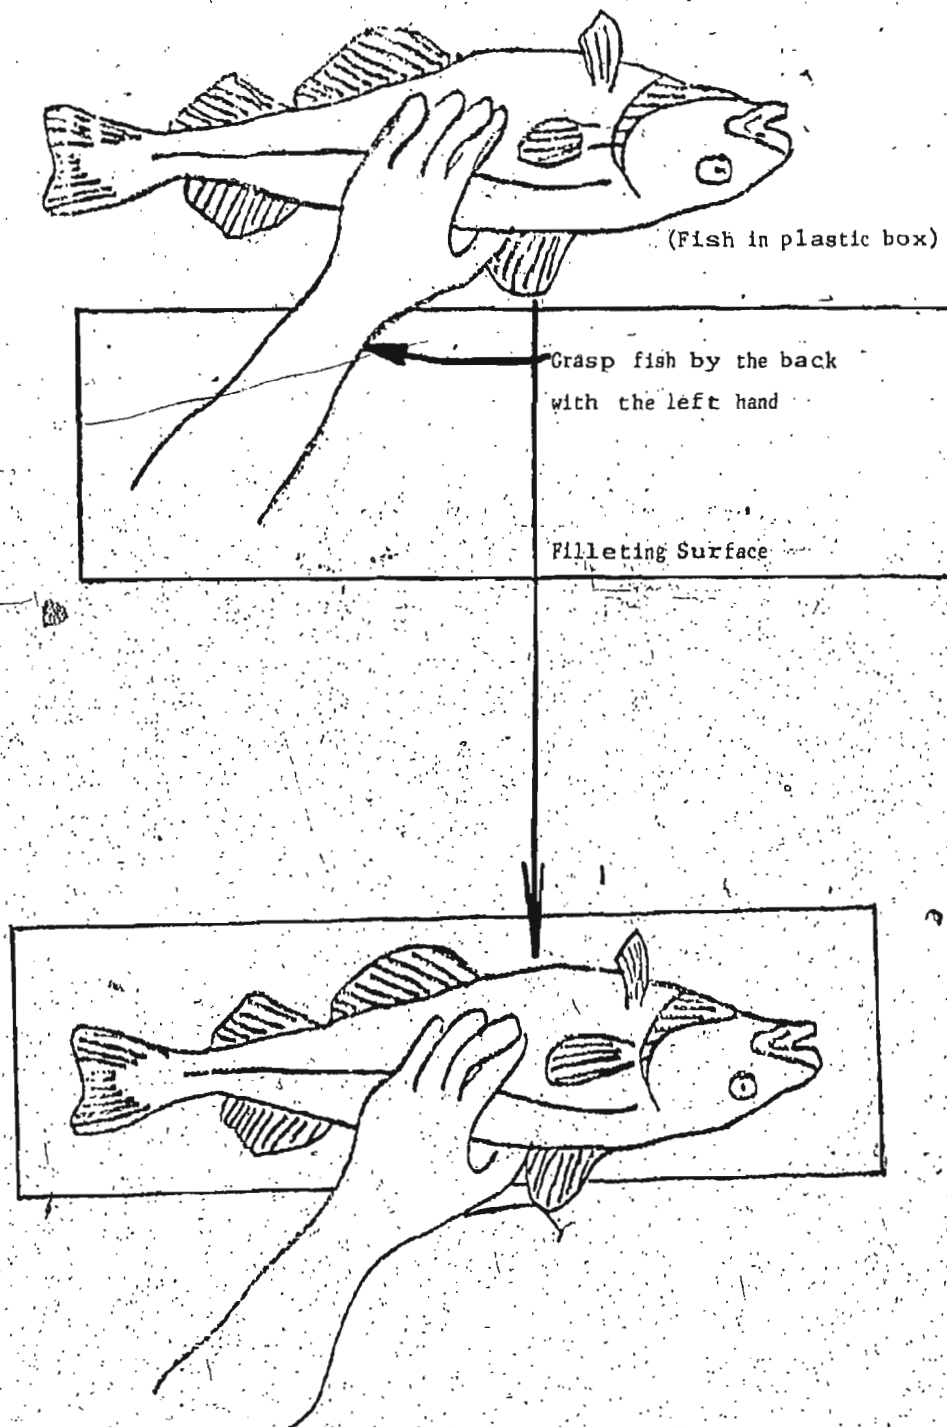 (Fish in plastic box)
Grasp fish by the back
with the left hand
Filleting Surface